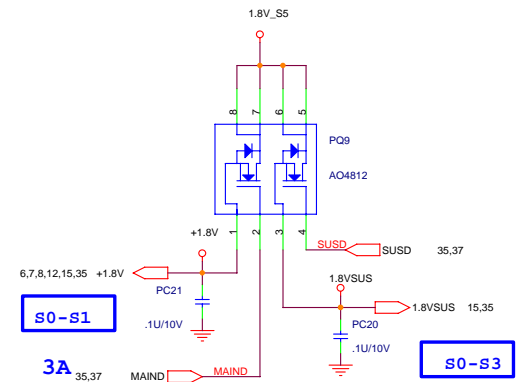 1.8V_S5
8
7
6
5
PQ9
AO4812
1
2
3
4
+1.8V
SUSD
SUSD 35,37
6,7,8,12,15,35 +1.8V
1.8VSUS
PC21
1.8VSUS 15,35
.1U/10V
PC20
S0-S1
.1U/10V
S0-S3
3A
35,37 MAIND
MAIND